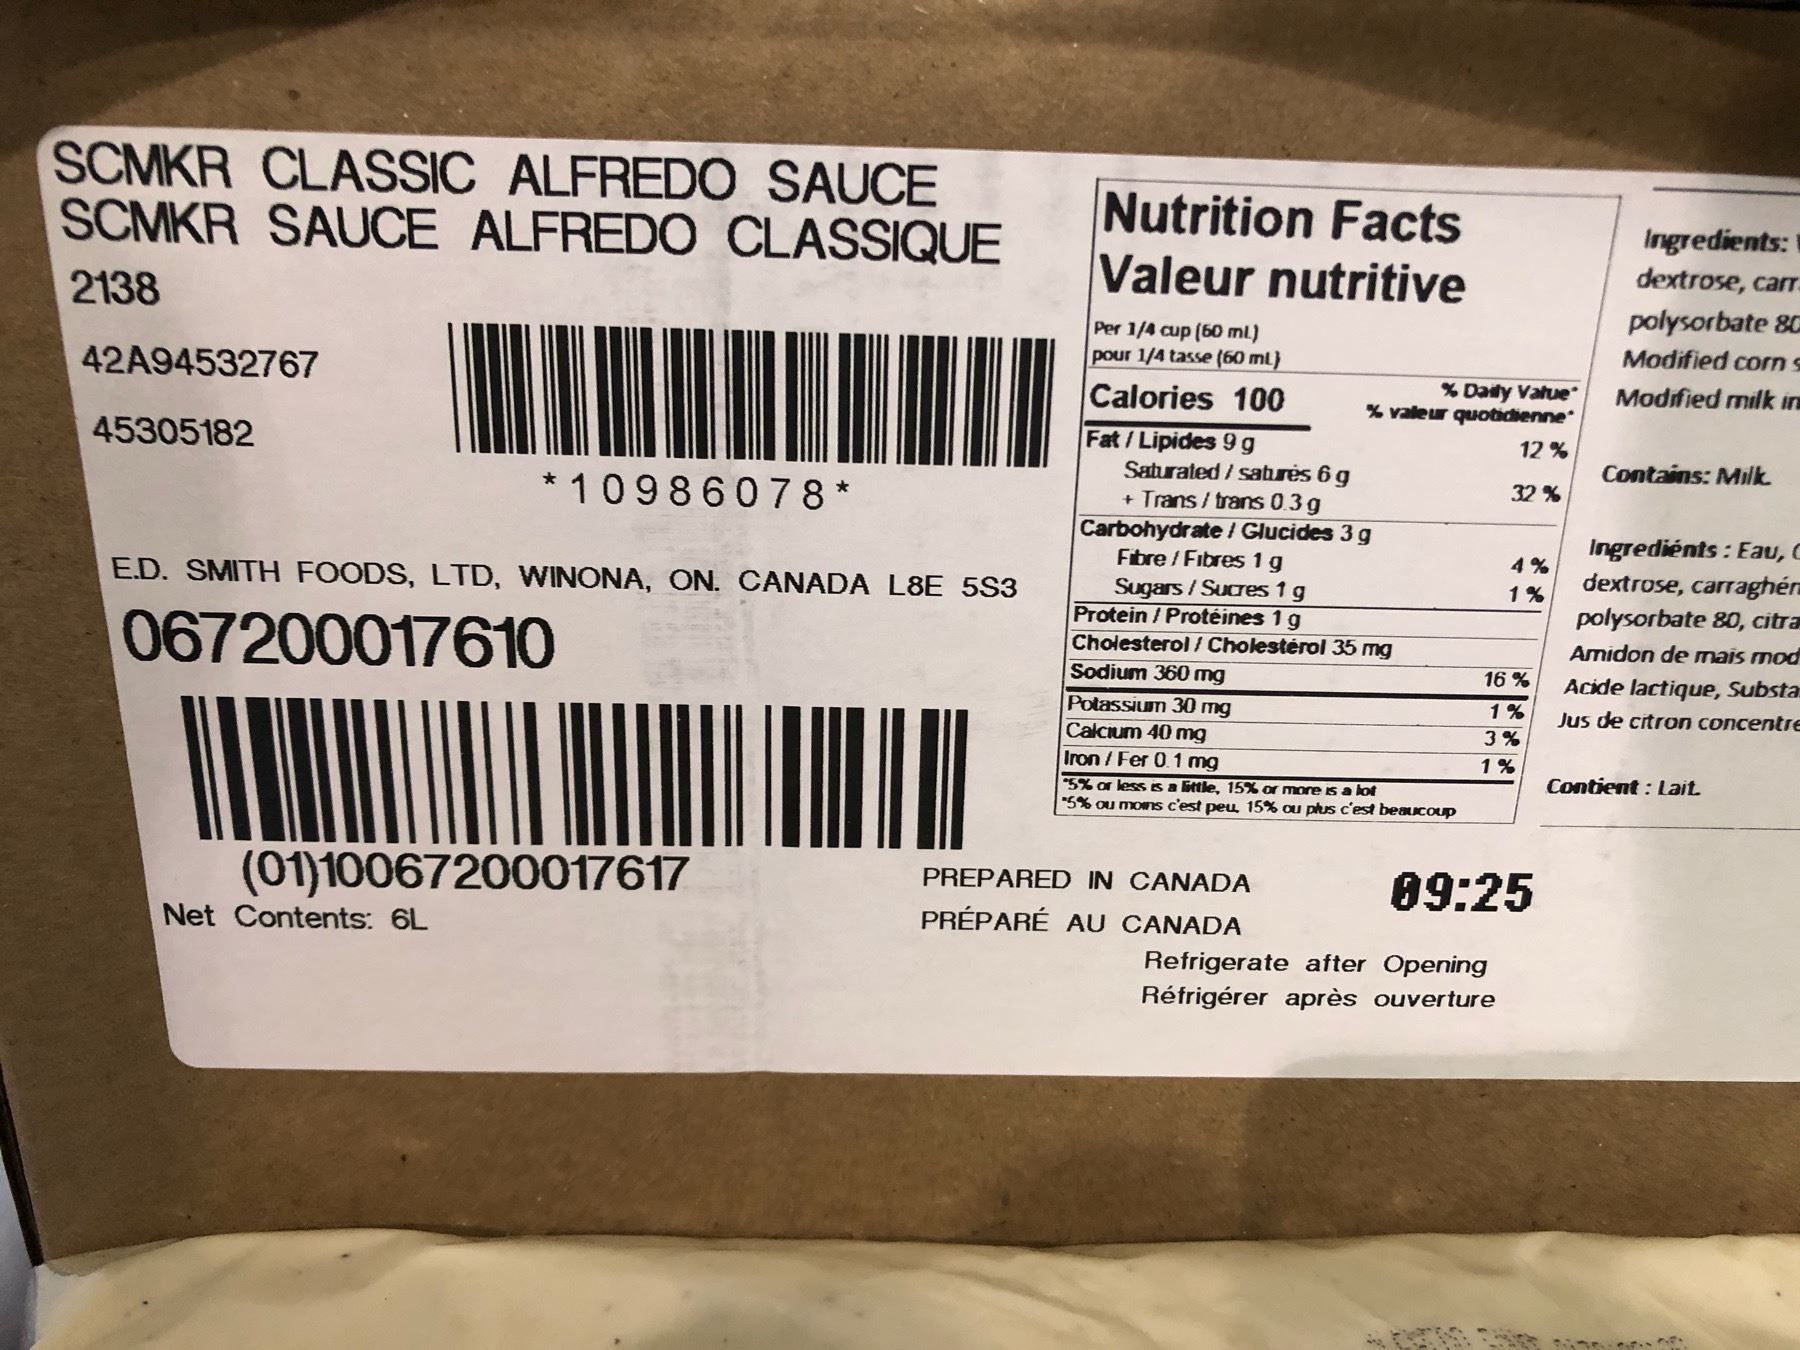 SCMKR CLASSIC ALFREDO SAUCE
SCMKR SAUCE ALFREDO CLASSIQUE
2138
42A94532767
45305182
*10986078*
E.D. SMITH FOODS, LTD, WINONA, ON. CANADA L8E 5S3
067200017610
(01)10067200017617
Net Contents: 6L
Nutrition Facts
Valeur nutritive
Per 1/4 cup (60 mL)
pour 1/4 tasse (60 mL)
Calories 100
% Daily Value*
% valeur quotidienne*
Fat / Lipides 9 g 12 %
Saturated / saturés 6 g
+ Trans / trans 0.3 g 32 %
Carbohydrate / Glucides 3 g
Fibre / Fibres 1 g 4 %
Sugars / Sucres 1 g 1 %
Protein / Protéines 1 g
Cholesterol / Cholestérol 35 mg
Sodium 360 mg 16 %
Potassium 30 mg 1 %
Calcium 40 mg 3 %
Iron / Fer 0.1 mg 1 %
*5% or less is a little, 15% or more is a lot
*5% ou moins c'est peu, 15% ou plus c'est beaucoup
PREPARED IN CANADA
PRÉPARÉ AU CANADA
09:25
Refrigerate after Opening
Réfrigérer après ouverture
Ingredients:
dextrose,
polysorbate 80
Modified corn
Modified milk
Contains: Milk.
Ingrediénts : Eau,
dextrose,
polysorbate 80,
Amidon de maïs
Acide lactique,
Jus de citron
Contient : Lait.